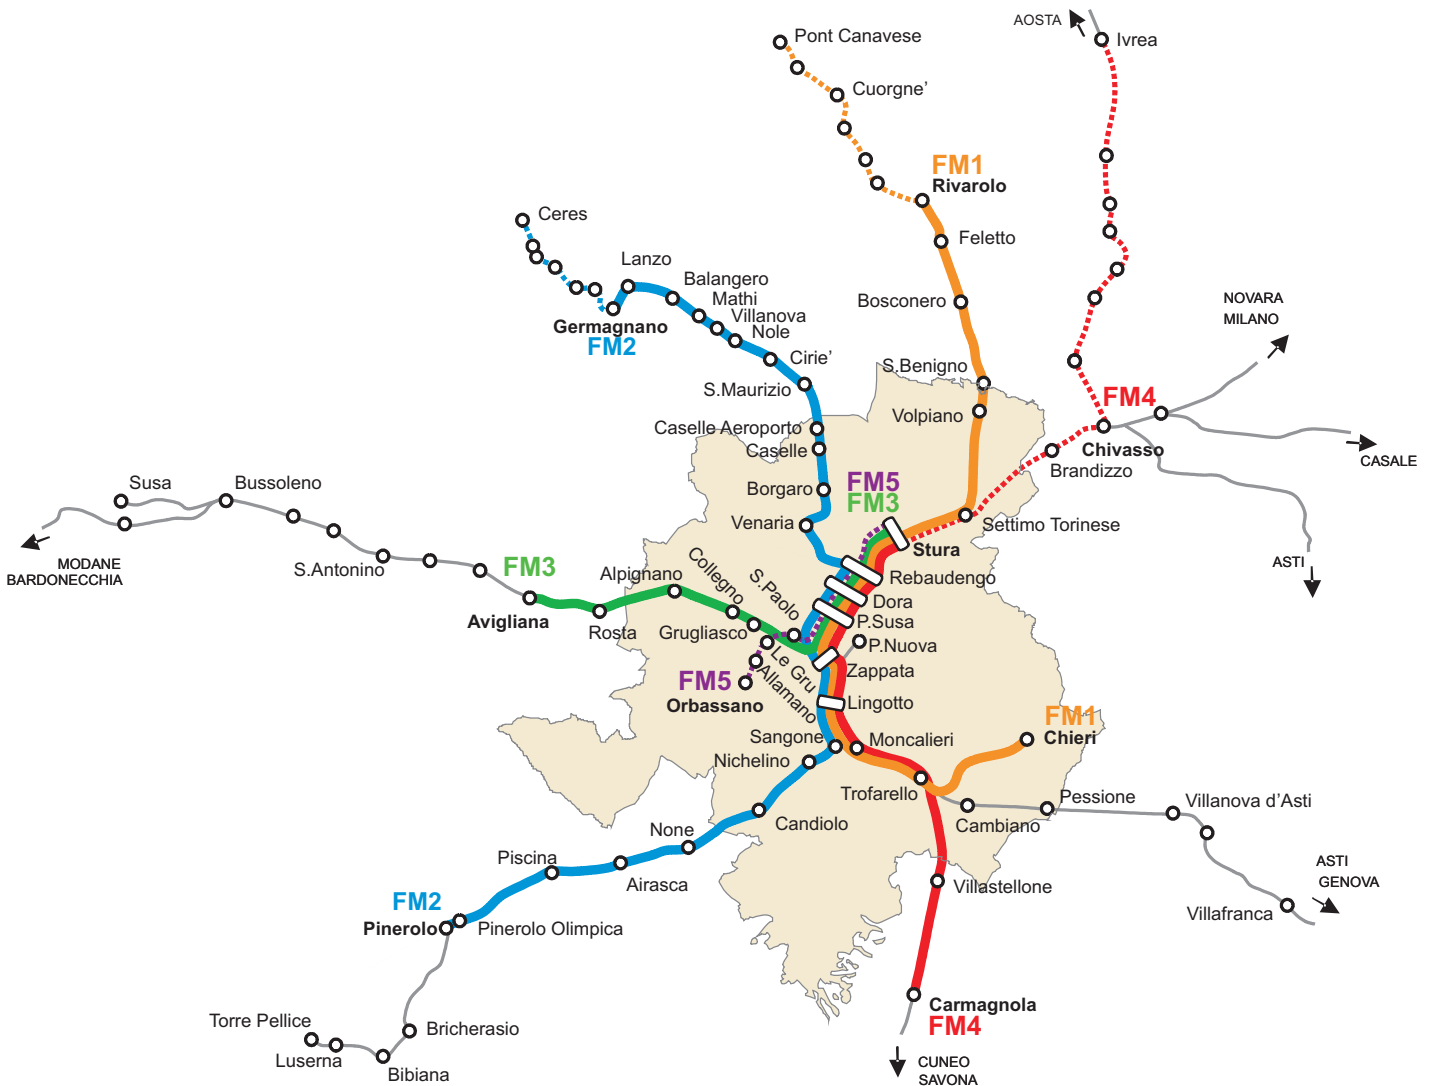 AOSTA
Ivrea
Pont Canavese
Cuorgne’
FM1
Rivarolo
Ceres
Feletto
Lanzo
Balangero
Mathi
Villanova
Nole
Bosconero
NOVARA
MILANO
Germagnano
FM2
Cirie’
S.Maurizio
S.Benigno
FM4
Volpiano
Caselle Aeroporto
Caselle
Chivasso
CASALE
Brandizzo
Susa
Bussoleno
Borgaro
FM5
FM3
Venaria
Settimo Torinese
Stura
MODANE
BARDONECCHIA
S.Antonino
FM3
Alpignano
Collegno
S.Paolo
Rebaudengo
ASTI
Dora
Avigliana
Rosta
Grugliasco
P.Susa
P.Nuova
Le Gru
Zappata
Allamano
FM5
Orbassano
Lingotto
FM1
Chieri
Sangone
Moncalieri
Nichelino
Trofarello
Pessione
Villanova d’Asti
Candiolo
Cambiano
None
Piscina
Airasca
ASTI
GENOVA
Villastellone
FM2
Pinerolo
Pinerolo Olimpica
Villafranca
Carmagnola
FM4
Torre Pellice
Bricherasio
Luserna
Bibiana
CUNEO
SAVONA